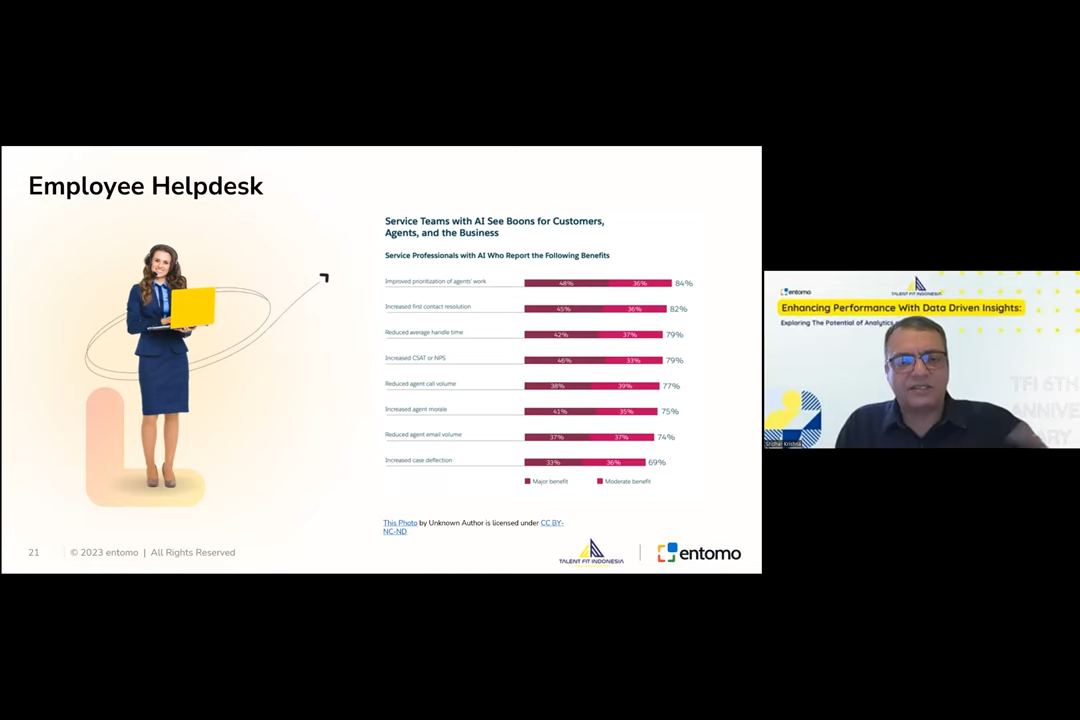 Employee Helpdesk
Service Teams with AI See Boons for Customers,
Agents, and the Business
Service Professionals with AI Who Report the Following Benefits
Improved prioritization of agents' work 48% 36% 84%
Increased first contact resolution 45% 36% 82%
Reduced average handle time 42% 37% 79%
Increased CSAT or NPS 46% 33% 79%
Reduced agent call volume 38% 39% 77%
Increased agent morale 41% 35% 75%
Reduced agent email volume 37% 37% 74%
Increased case deflection 33% 36% 69%
Major benefit Moderate benefit
This Photo by Unknown Author is licensed under CC BY-
NC-ND
21 © 2023 entomo | All Rights Reserved
TALENT FIT INDONESIA
entomo
entomo
TALENT FIT INDONESIA
Enhancing Performance With Data Driven Insights:
Exploring The Potential of Analytics
TFI 6TH
ANNIVE
ARY